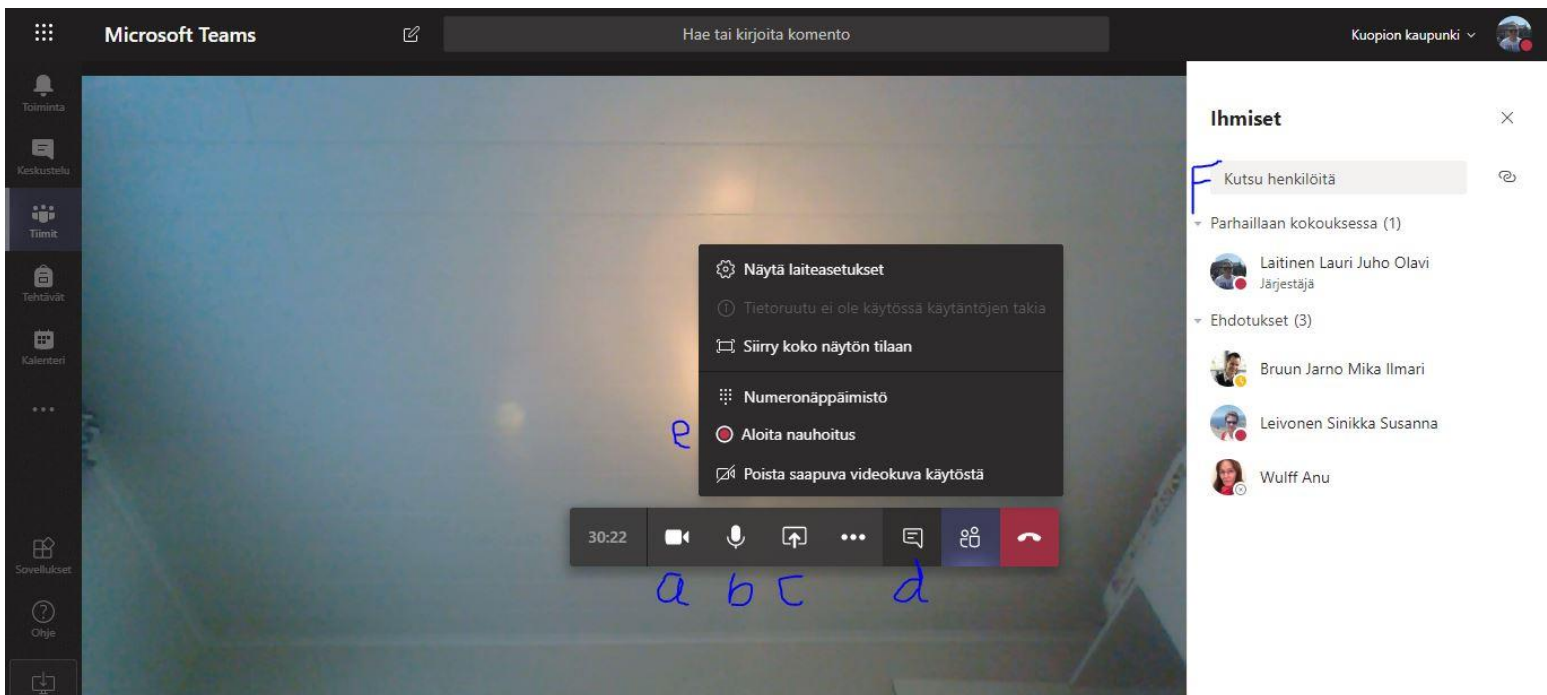 Microsoft Teams
Hae tai kirjoita komento
Kuopion kaupunki
Toiminta
Keskustelu
Tiimit
Tehtävät
Kalenteri
Sovellukset
Ohje
Näytä laiteasetukset
Tietoruutu ei ole käytössä käytäntöjen takia
Siirry koko näytön tilaan
Numeronäppäimistö
e Aloita nauhoitus
Poista saapuva videokuva käytöstä
30:22
a b c d
Ihmiset
F Kutsu henkilöitä
Parhaillaan kokouksessa (1)
Laitinen Lauri Juho Olavi
Järjestäjä
Ehdotukset (3)
Bruun Jarno Mika Ilmari
Leivonen Sinikka Susanna
Wulff Anu